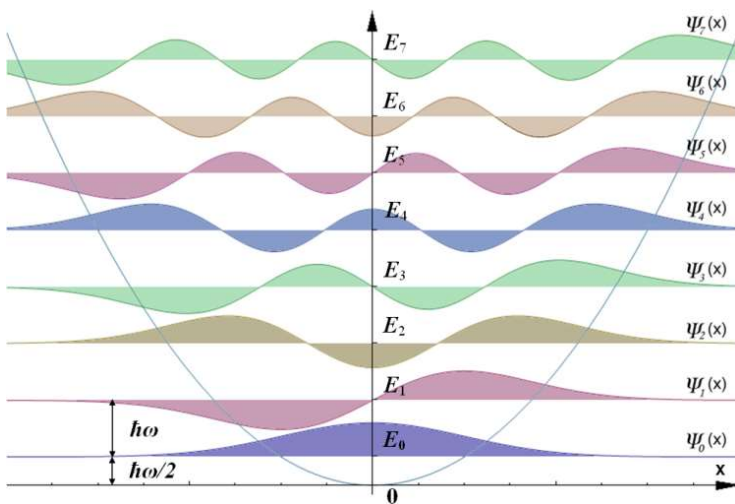 E₇ Ψ₇(x)
E₆ Ψ₆(x)
E₅ Ψ₅(x)
E₄ Ψ₄(x)
E₃ Ψ₃(x)
E₂ Ψ₂(x)
E₁ Ψ₁(x)
ħω
E₀ Ψ₀(x)
ħω/2
x
0